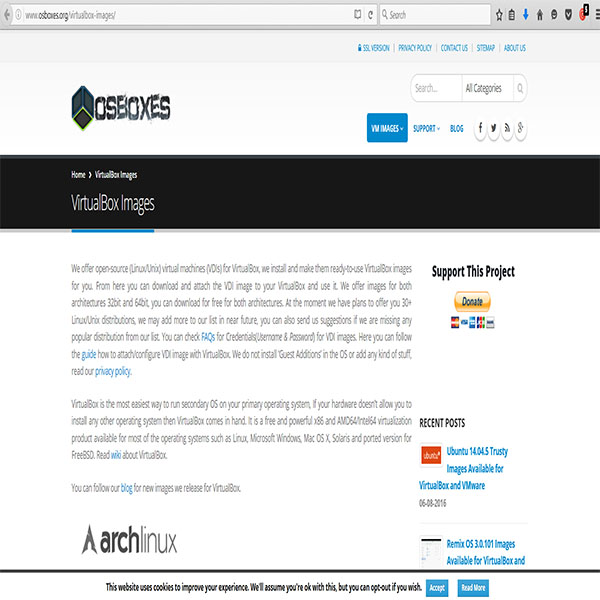 www.osboxes.org/virtualbox-images/
Search
5
SSL VERSION | PRIVACY POLICY | CONTACT US | SITEMAP | ABOUT US
OSBOXES
Search...
All Categories
VM IMAGES
SUPPORT
BLOG
Home
VirtualBox Images
VirtualBox Images
We offer open-source (Linux/Unix) virtual machines (VDIs) for VirtualBox, we install and make them ready-to-use VirtualBox images
for you. From here you can download and attach the VDI image to your VirtualBox and use it. We offer images for both
architectures 32bit and 64bit, you can download for free for both architectures. At the moment we have plans to offer you 30+
Linux/Unix distributions, we may add more to our list in near future, you can also send us suggestions if we are missing any
popular distribution from our list. You can check FAQs for Credentials(Username & Password) for VDI images. Here you can follow
the guide how to attach/configure VDI image with VirtualBox. We do not install 'Guest Additions' in the OS or add any kind of stuff,
read our privacy policy.
VirtualBox is the most easiest way to run secondary OS on your primary operating system, If your hardware doesn't allow you to
install any other operating system then VirtualBox comes in hand. It is a free and powerful x86 and AMD64/Intel64 virtualization
product available for most of the operating systems such as Linux, Microsoft Windows, Mac OS X, Solaris and ported version for
FreeBSD. Read wiki about VirtualBox.
You can follow our blog for new images we release for VirtualBox.
archlinux
Support This Project
Donate
RECENT POSTS
ubuntu
Ubuntu 14.04.5 Trusty
Images Available for
VirtualBox and VMware
06-08-2016
Remix OS 3.0.101 Images
Available for VirtualBox and
This website uses cookies to improve your experience. We'll assume you're ok with this, but you can opt-out if you wish.
Accept
Read More